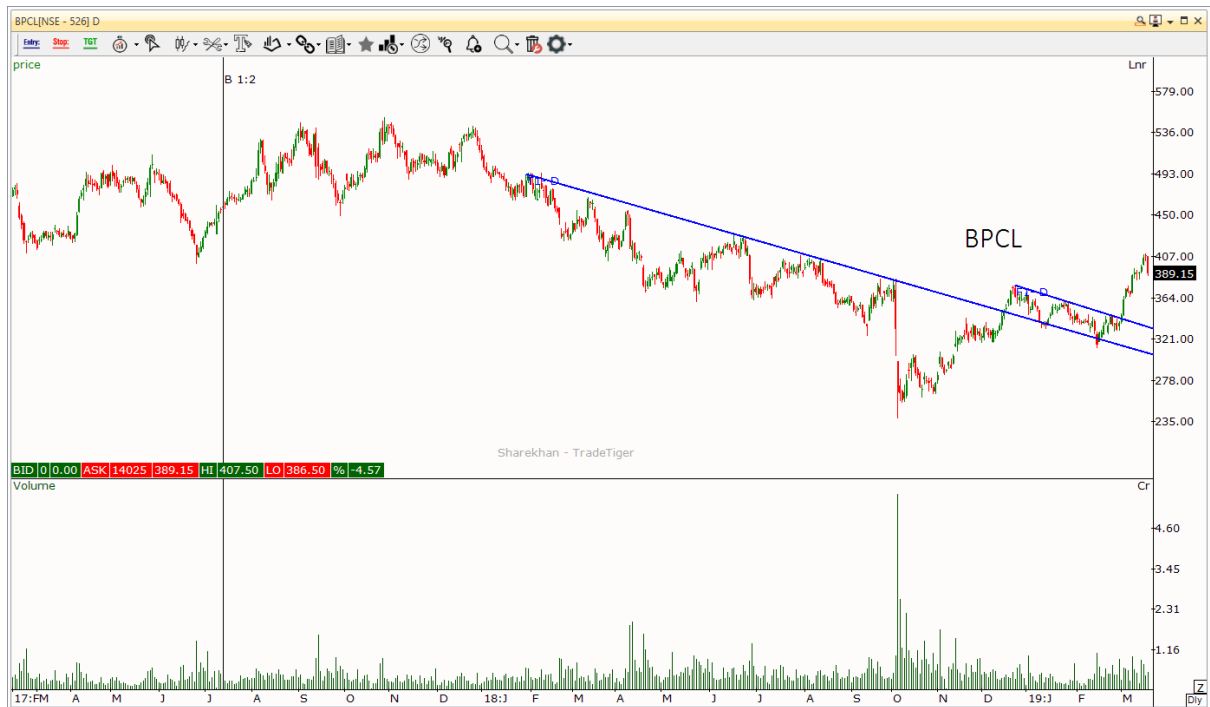 BPCL[NSE - 526] D
Entry: Stop: TGT
price
Lnr
B 1:2
579.00
536.00
493.00
D
450.00
BPCL
407.00
389.15
364.00
D
321.00
278.00
235.00
Sharekhan - TradeTiger
BID 0 0.00 ASK 14025 389.15 HI 407.50 LO 386.50 % -4.57
Volume
Cr
4.60
3.45
2.31
1.16
Z
17:FM A M J J A S O N D 18:J F M A M J J A S O N D 19:J F M
Dly